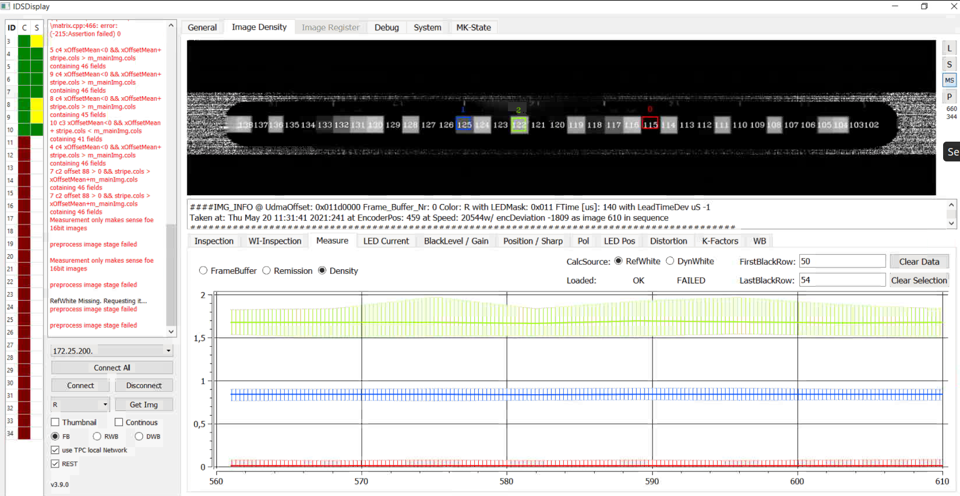 IDSDisplay
ID C S
3
4
5
6
7
8
9
10
11
12
13
14
15
16
17
18
19
20
21
22
23
24
25
26
27
28
29
30
31
32
33
34
\matrix.cpp:466: error:
(-215:Assertion failed) 0
5 c4 xOffsetMean<0 && xOffsetMean+
stripe.cols > m_mainImg.cols
containing 46 fields
9 c4 xOffsetMean<0 && xOffsetMean+
stripe.cols > m_mainImg.cols
containing 46 fields
8 c4 xOffsetMean<0 && xOffsetMean+
stripe.cols > m_mainImg.cols
containing 45 fields
10 c3 xOffsetMean<0 && xOffsetMean
+ stripe.cols < m_mainImg.cols
containing 41 fields
4 c4 xOffsetMean<0 && xOffsetMean+
stripe.cols > m_mainImg.cols
containing 46 fields
7 c2 offset 88 > 0 && stripe.cols >
xOffsetMean+m_mainImg.cols
cotaining 46 fields
7 c2 offset 88 > 0 && stripe.cols >
xOffsetMean+m_mainImg.cols
cotaining 46 fields
Measurement only makes sense foe
16bit images
preprocess image stage failed
Measurement only makes sense foe
16bit images
preprocess image stage failed
RefWhite Missing. Requesting it...
preprocess image stage failed
preprocess image stage failed
172.25.200.
Connect All
Connect Disconnect
R Get Img
Thumbnail Continous
FB RWB DWB
use TPC local Network
REST
v3.9.0
General Image Density Image Register Debug System MK-State
1 2 0
138 137 136 135 134 133 132 131 135 129 127 128 125 124 123 122 121 120 119 118 117 116 115 114 113 112 111 110 109 108 107 106 105 104 103 102
L
S
MS
P
660
344
Se
####IMG_INFO @ UdmaOffset: 0x011d0000 Frame_Buffer_Nr: 0 Color: R with LEDMask: 0x011 FTime [us]: 140 with LeadTimeDev uS -1
Taken at: Thu May 20 11:31:41 2021:241 at EncoderPos: 459 at Speed: 20544w/ encDeviation -1809 as image 610 in sequence
Inspection WI-Inspection Measure LED Current BlackLevel / Gain Position / Sharp Pol LED Pos Distortion K-Factors WB
FrameBuffer Remission Density
CalcSource: RefWhite DynWhite FirstBlackRow: 50 Clear Data
Loaded: OK FAILED LastBlackRow: 54 Clear Selection
2
1,5
1
0,5
0
560 570 580 590 600 610